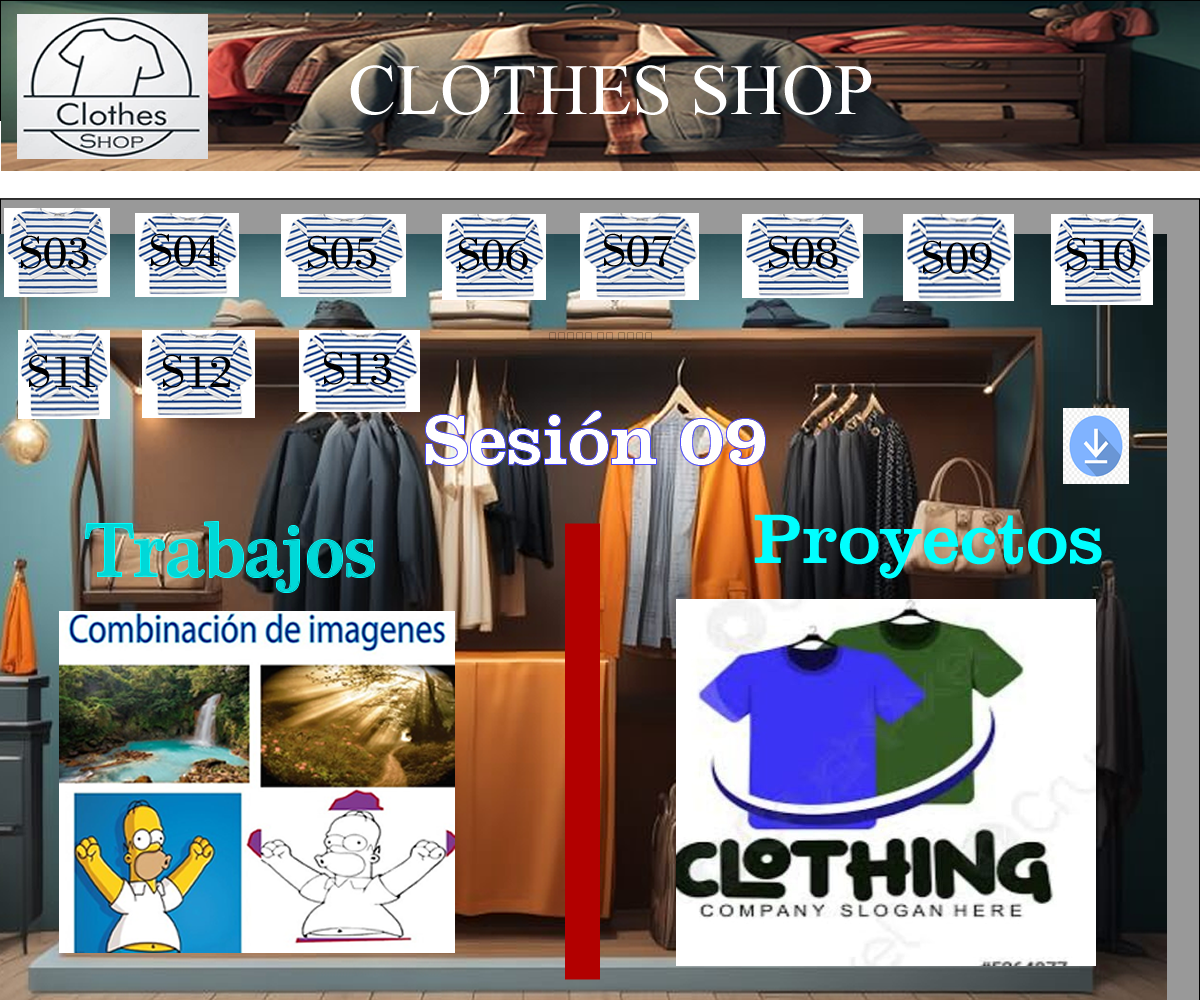 Clothes
SHOP
CLOTHES SHOP
S03
S04
S05
S06
S07
S08
S09
S10
S11
S12
S13
Sesión 09
Trabajos
Proyectos
Combinación de imagenes
CLOTHING
COMPANY SLOGAN HERE